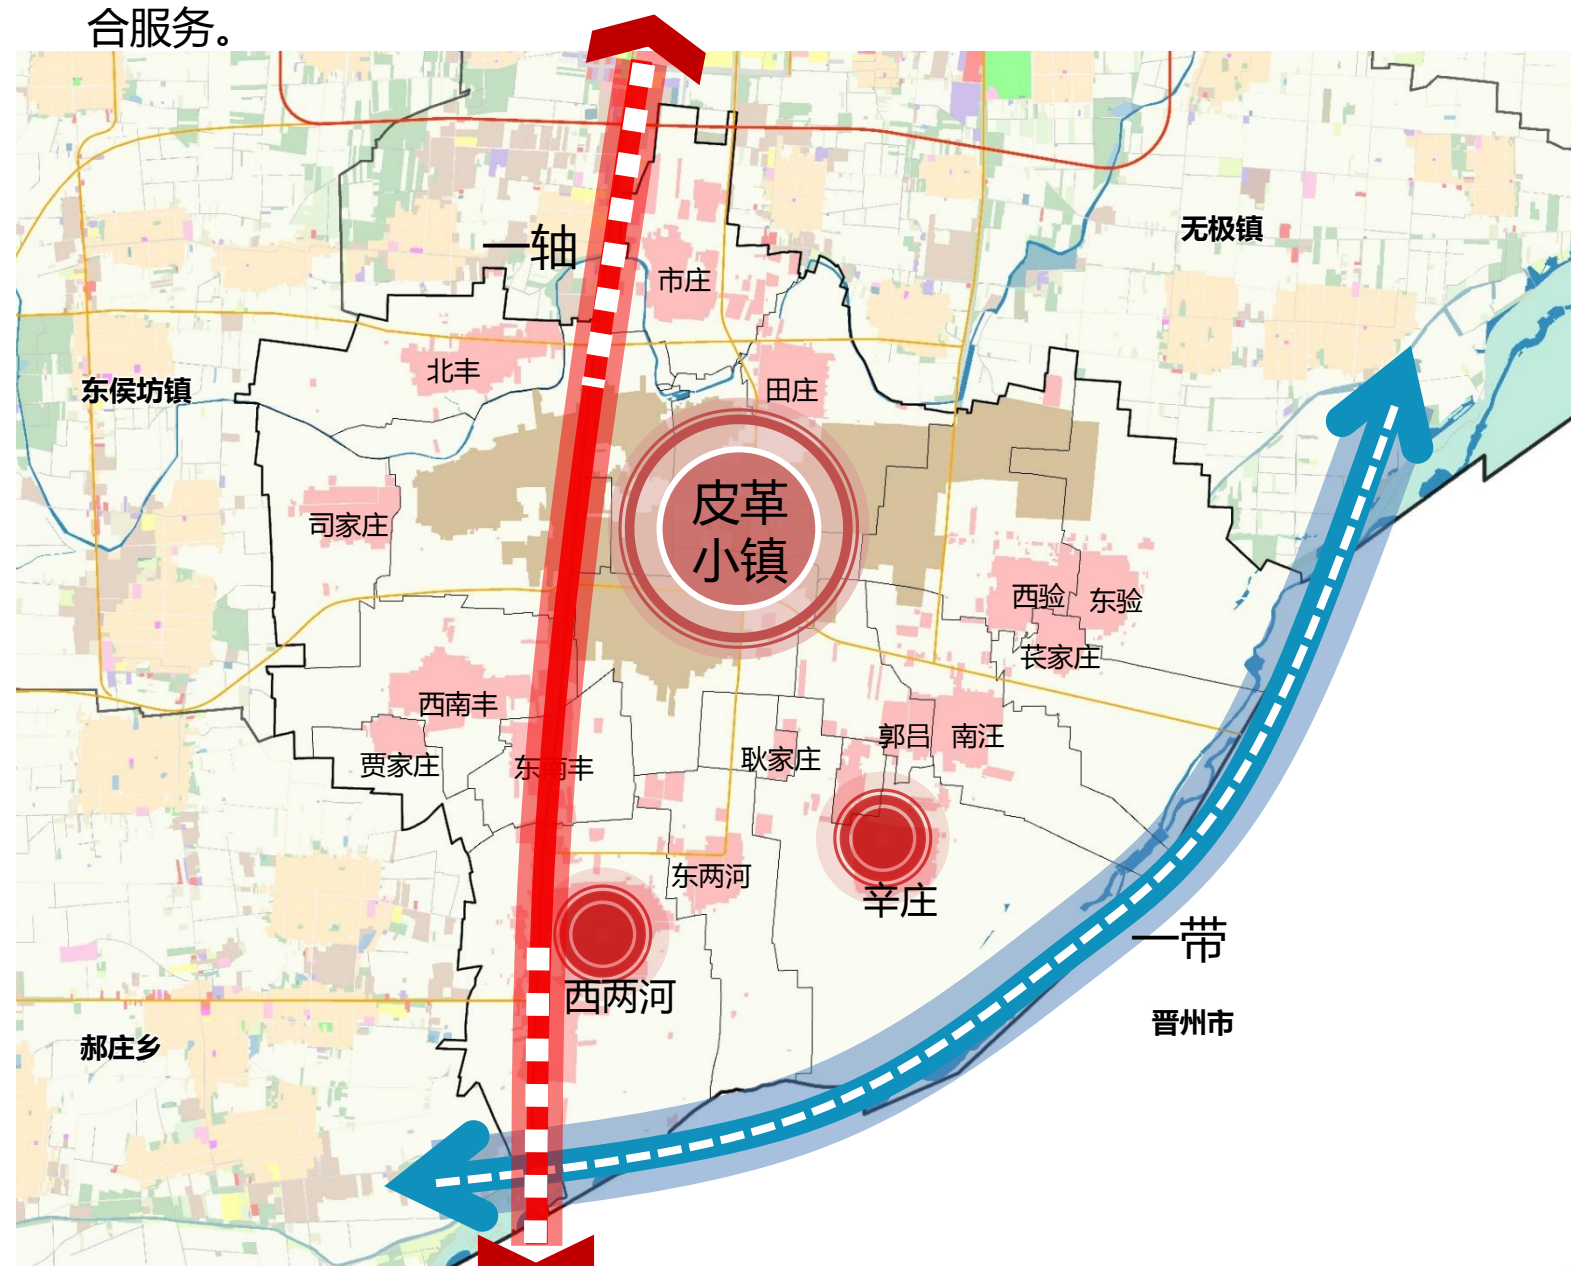 合服务。
无极镇
一轴
市庄
北丰
田庄
东侯坊镇
皮革
小镇
司家庄
西验
东验
苌家庄
西南丰
郭吕
南汪
耿家庄
贾家庄
东南丰
东两河
辛庄
一带
西两河
晋州市
郝庄乡